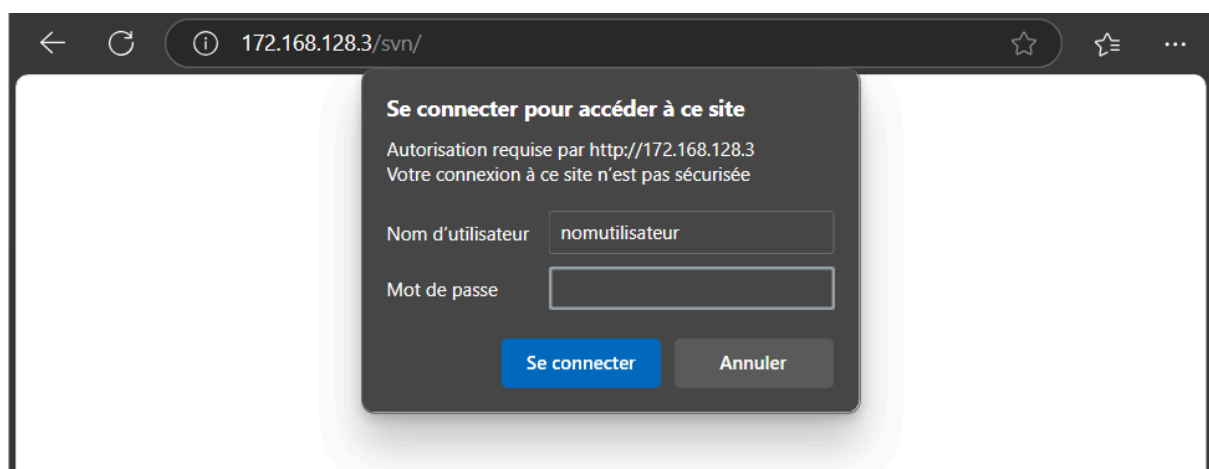 172.168.128.3/svn/
Se connecter pour accéder à ce site
Autorisation requise par http://172.168.128.3
Votre connexion à ce site n’est pas sécurisée
Nom d’utilisateur nomutilisateur
Mot de passe
Se connecter Annuler